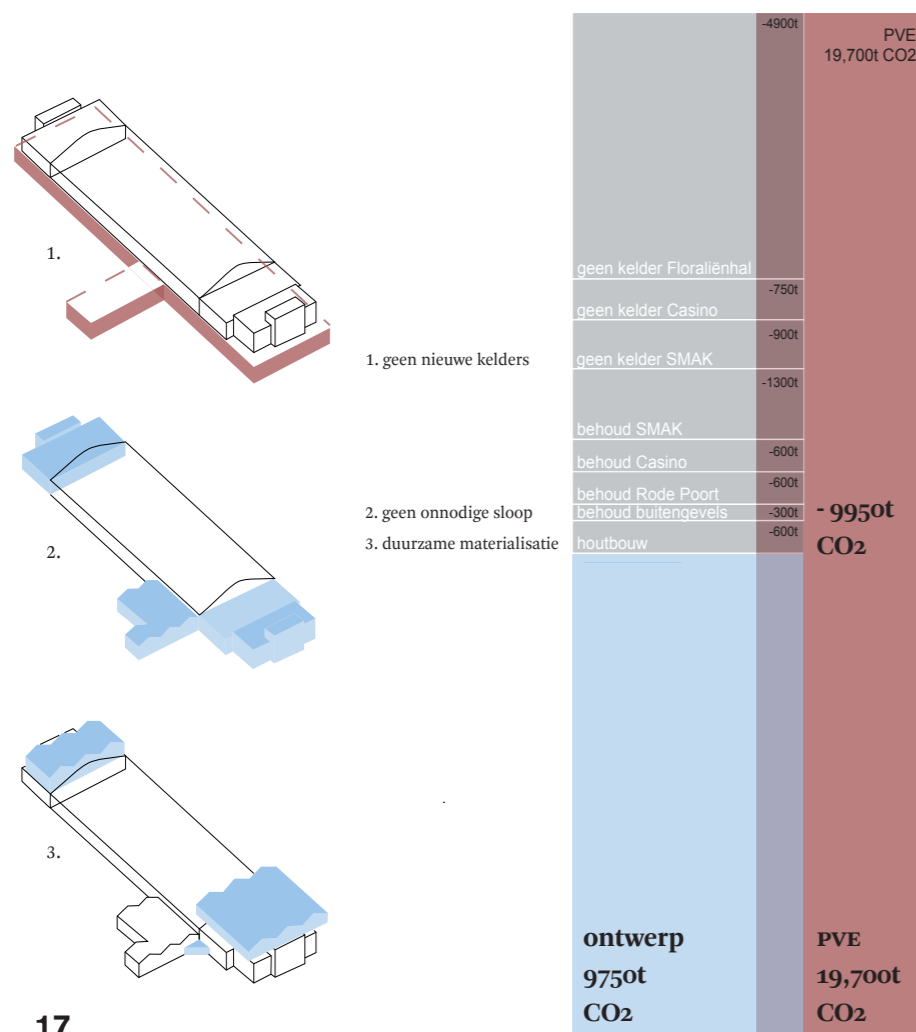 1.
1. geen nieuwe kelders
2.
2. geen onnodige sloop
3. duurzame materialisatie
3.
17
-4900t
geen kelder Floraliënhal
-750t
geen kelder Casino
-900t
geen kelder SMAK
-1300t
behoud SMAK
-600t
behoud Casino
-600t
behoud Rode Poort
behoud buitengevels
-300t
-600t
houtbouw
PVE
19,700t CO2
- 9950t
CO2
ontwerp
9750t
CO2
PVE
19,700t
CO2